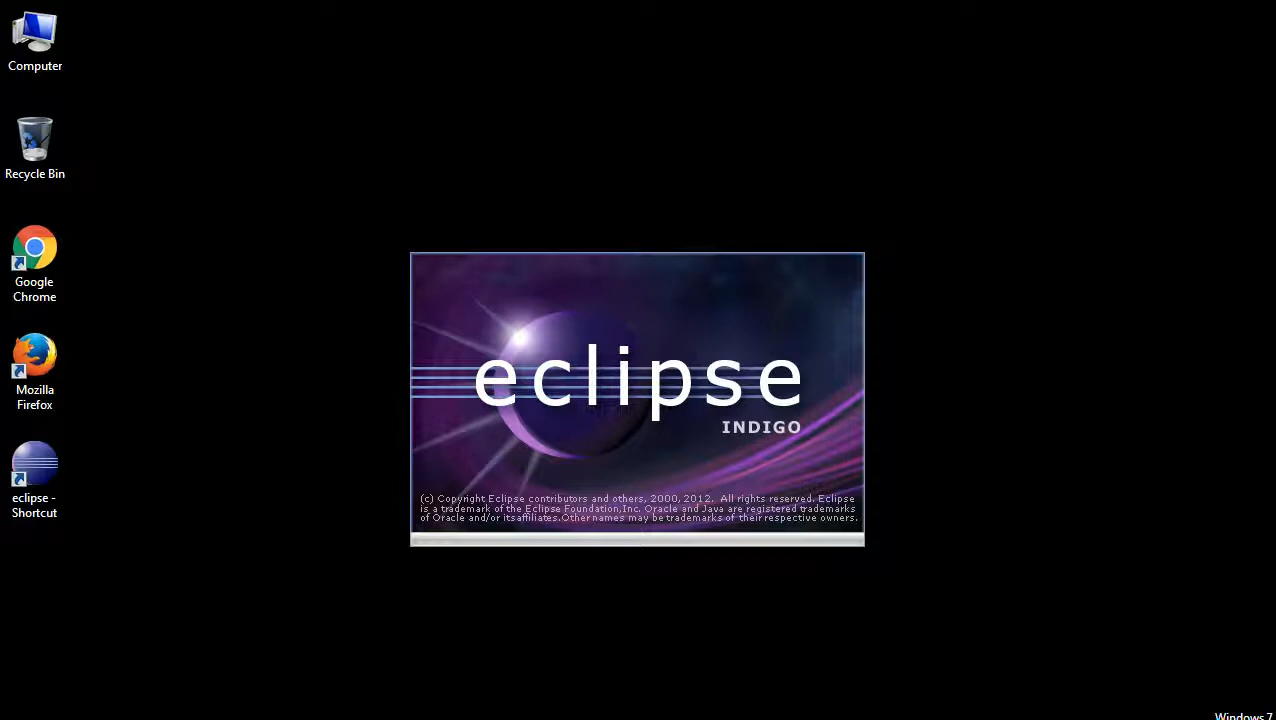 Computer
Recycle Bin
Google
Chrome
Mozilla
Firefox
eclipse -
Shortcut
eclipse
INDIGO
(c) Copyright Eclipse contributors and others, 2000, 2012. All rights reserved. Eclipse
is a trademark of the Eclipse Foundation,Inc. Oracle and Java are registered trademarks
of Oracle and/or itsaffiliates.Other names may be trademarks of their respective owners.
Windows 7